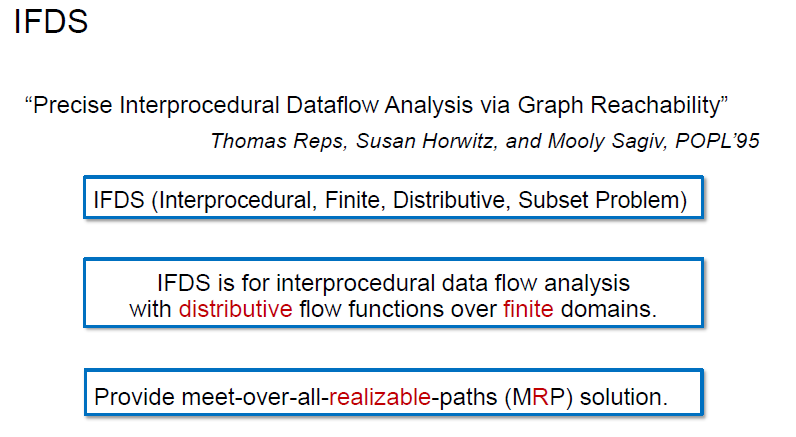 IFDS
“Precise Interprocedural Dataflow Analysis via Graph Reachability”
Thomas Reps, Susan Horwitz, and Mooly Sagiv, POPL’95
IFDS (Interprocedural, Finite, Distributive, Subset Problem)
IFDS is for interprocedural data flow analysis
with distributive flow functions over finite domains.
Provide meet-over-all-realizable-paths (MRP) solution.